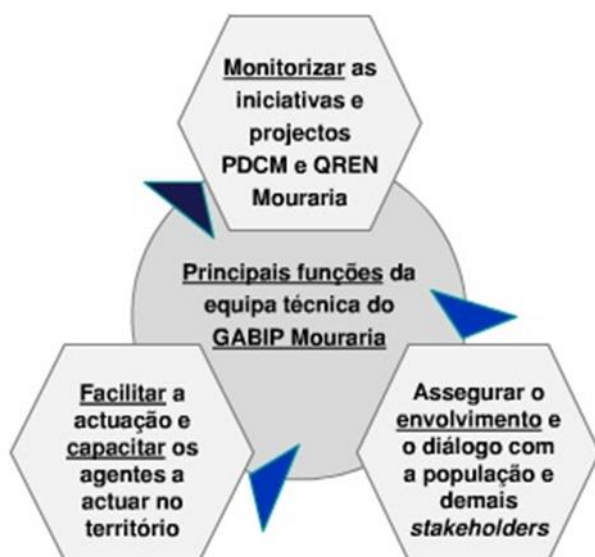 Monitorizar as
iniciativas e
projectos
PDCM e QREN
Mouraria
Principais funções da
equipa técnica do
GABIP Mouraria
Facilitar a
actuação e
capacitar os
agentes a
actuar no
território
Assegurar o
envolvimento e
o diálogo com
a população e
demais
stakeholders